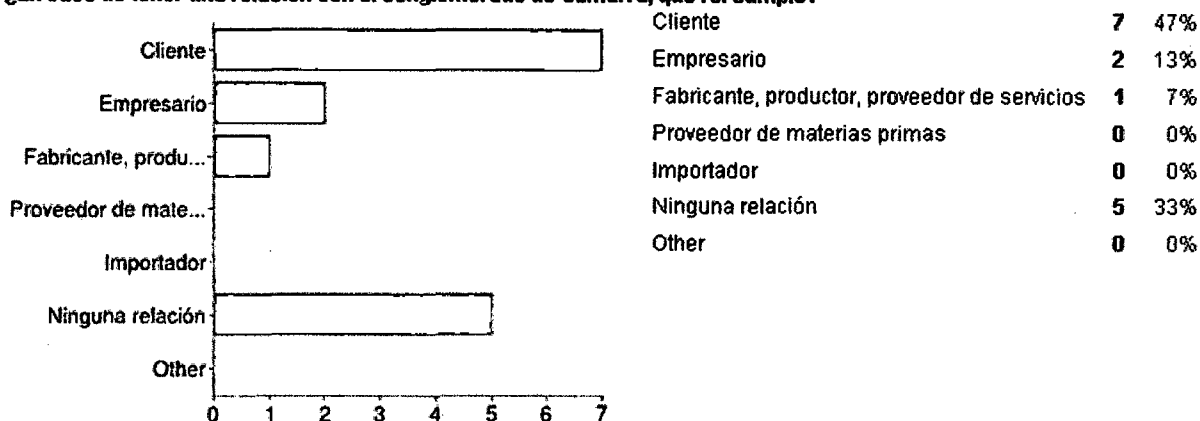 Cliente
Empresario
Fabricante, produ...
Proveedor de mate...
Importador
Ninguna relación
Other
0 1 2 3 4 5 6 7
Cliente 7 47%
Empresario 2 13%
Fabricante, productor, proveedor de servicios 1 7%
Proveedor de materias primas 0 0%
Importador 0 0%
Ninguna relación 5 33%
Other 0 0%